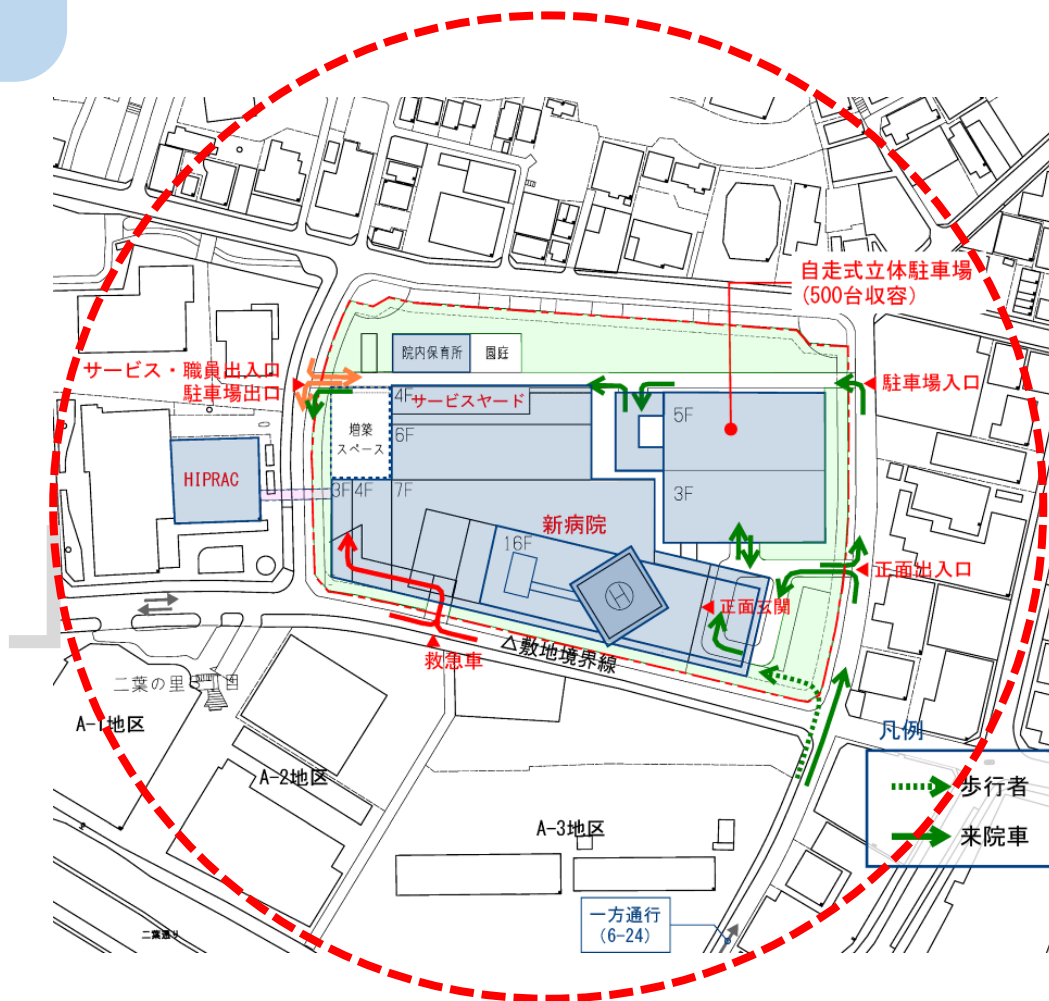 自走式立体駐車場
(500台収容)
院内保育所
園庭
サービス・職員出入口
駐車場出口
駐車場入口
4F
サービスヤード
5F
増築
スペース
6F
HIPRAC
3F
4F
7F
3F
新病院
16F
H
正面出入口
正面玄関
救急車
△敷地境界線
二葉の里
A-1地区
凡例
A-2地区
歩行者
A-3地区
来院車
一方通行
(6-24)
二葉通り